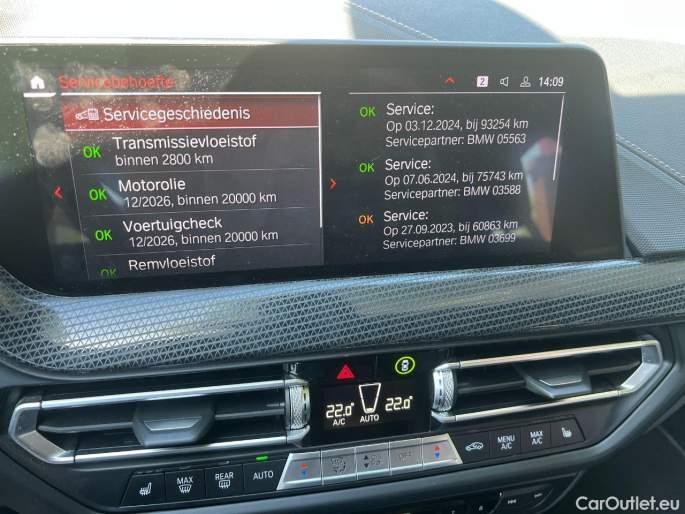 Servicebehoefte
2
14:09
Servicegeschiedenis
OK Transmissievloeistof
binnen 2800 km
OK Motorolie
12/2026, binnen 20000 km
OK Voertuigcheck
12/2026, binnen 20000 km
OK Remvloeistof
OK Service:
Op 03.12.2024, bij 93254 km
Servicepartner: BMW 05563
OK Service:
Op 07.06.2024, bij 75743 km
Servicepartner: BMW 03588
OK Service:
Op 27.09.2023, bij 60863 km
Servicepartner: BMW 03699
22.0 22.0
A/C AUTO A/C
MAX
REAR
AUTO
OFF
MENU
A/C
MAX
A/C
CarOutlet.eu